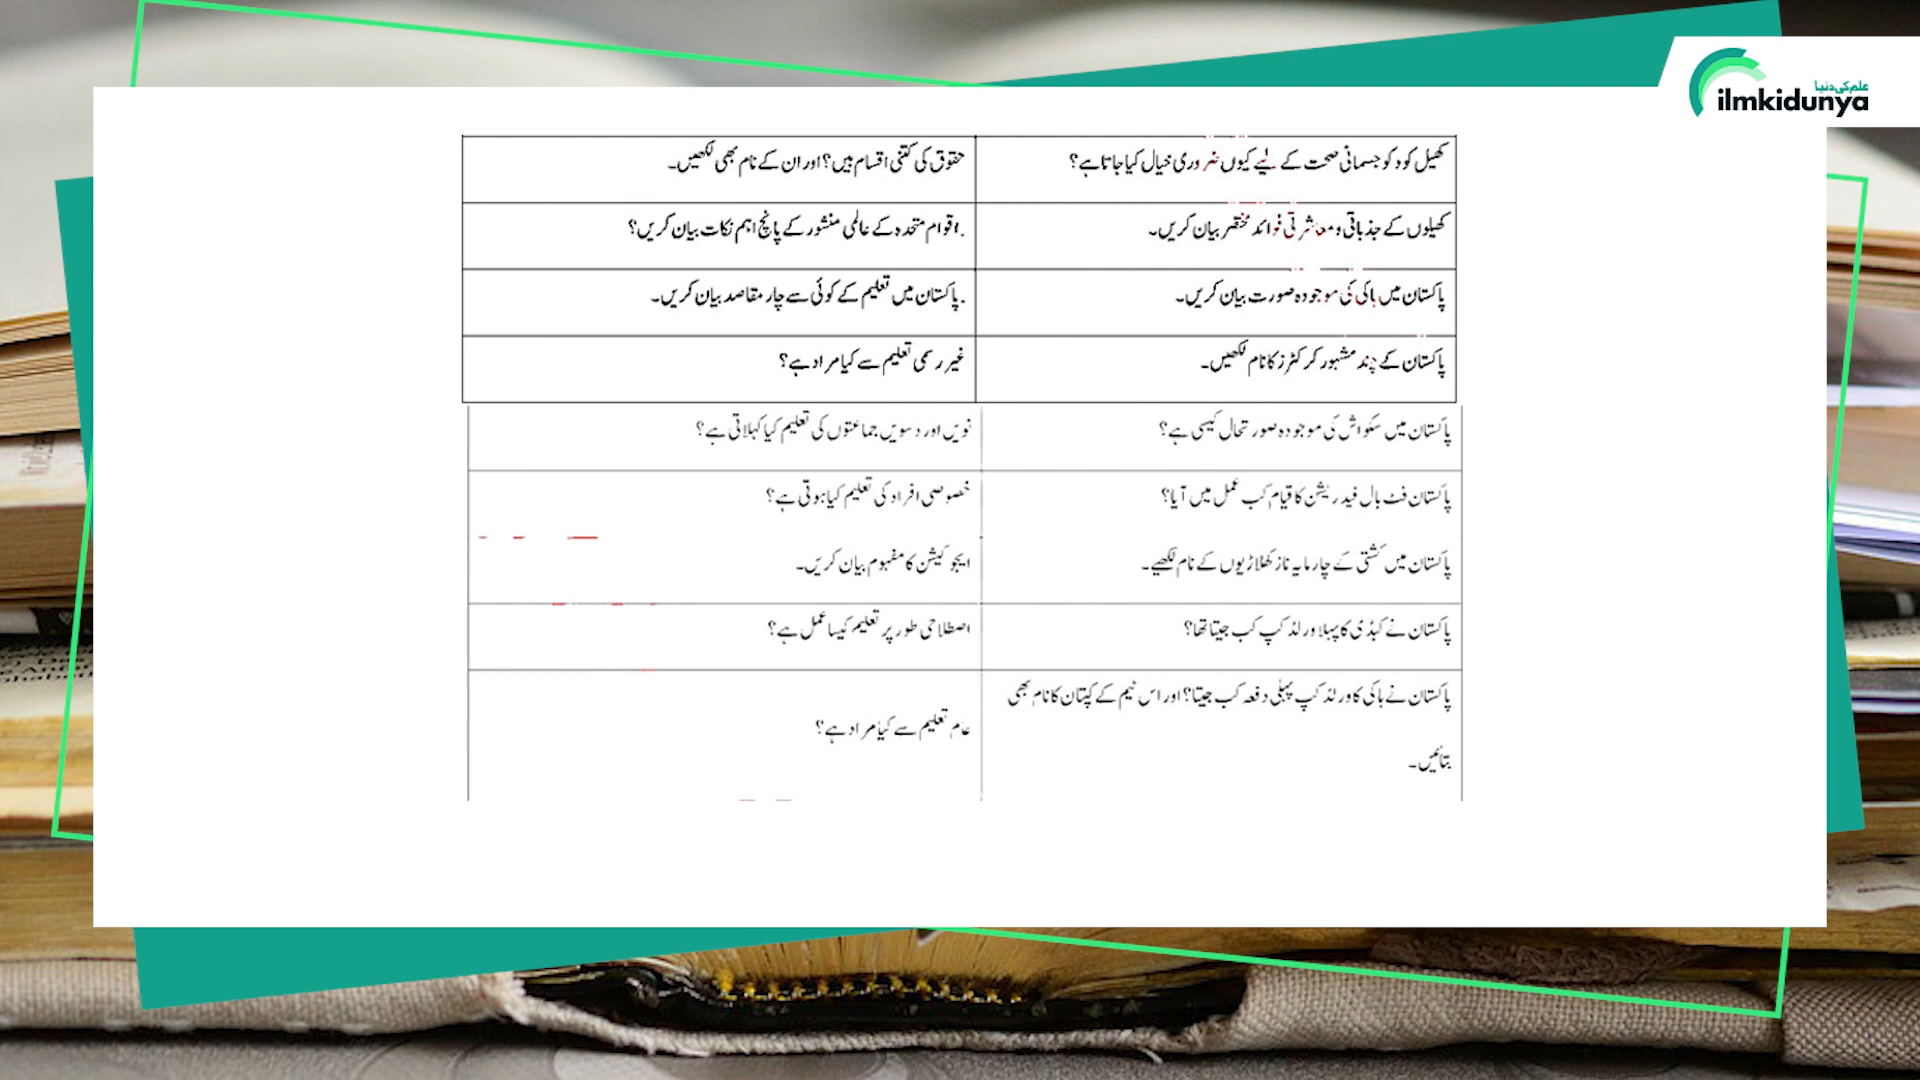 علم کی دنیا
ilmkidunya
کھیل کود کو جسمانی صحت کے لیے کیوں ضروری خیال کیا جاتا ہے؟
حقوق کی کتنی اقسام ہیں؟ اور ان کے نام بھی لکھیں۔
کھیلوں کے جذباتی و معاشرتی فوائد مختصر بیان کریں۔
.اقوام متحدہ کے عالمی منشور کے پانچ اہم نکات بیان کریں؟
پاکستان میں ہاکی کی موجودہ صورت بیان کریں۔
.پاکستان میں تعلیم کے کوئی سے چار مقاصد بیان کریں۔
پاکستان کے چند مشہور کرکٹرز کا نام لکھیں۔
غیر رسمی تعلیم سے کیا مراد ہے؟
پاکستان میں سکواش کی موجودہ صورتحال کیسی ہے؟
نویں اور دسویں جماعتوں کی تعلیم کیا کہلاتی ہے؟
پاکستان فٹ بال فیڈریشن کا قیام کب عمل میں آیا؟
خصوصی افراد کی تعلیم کیا ہوتی ہے؟
پاکستان میں کشتی کے چار مایہ ناز کھلاڑیوں کے نام لکھیے۔
ایجوکیشن کا مفہوم بیان کریں۔
پاکستان نے کبڈی کا پہلا ورلڈ کپ کب جیتا تھا؟
اصطلاحی طور پر تعلیم کیسا عمل ہے؟
پاکستان نے ہاکی کا ورلڈ کپ پہلی دفعہ کب جیتا؟ اور اس ٹیم کے کپتان کا نام بھی
بتائیں۔
عام تعلیم سے کیا مراد ہے؟